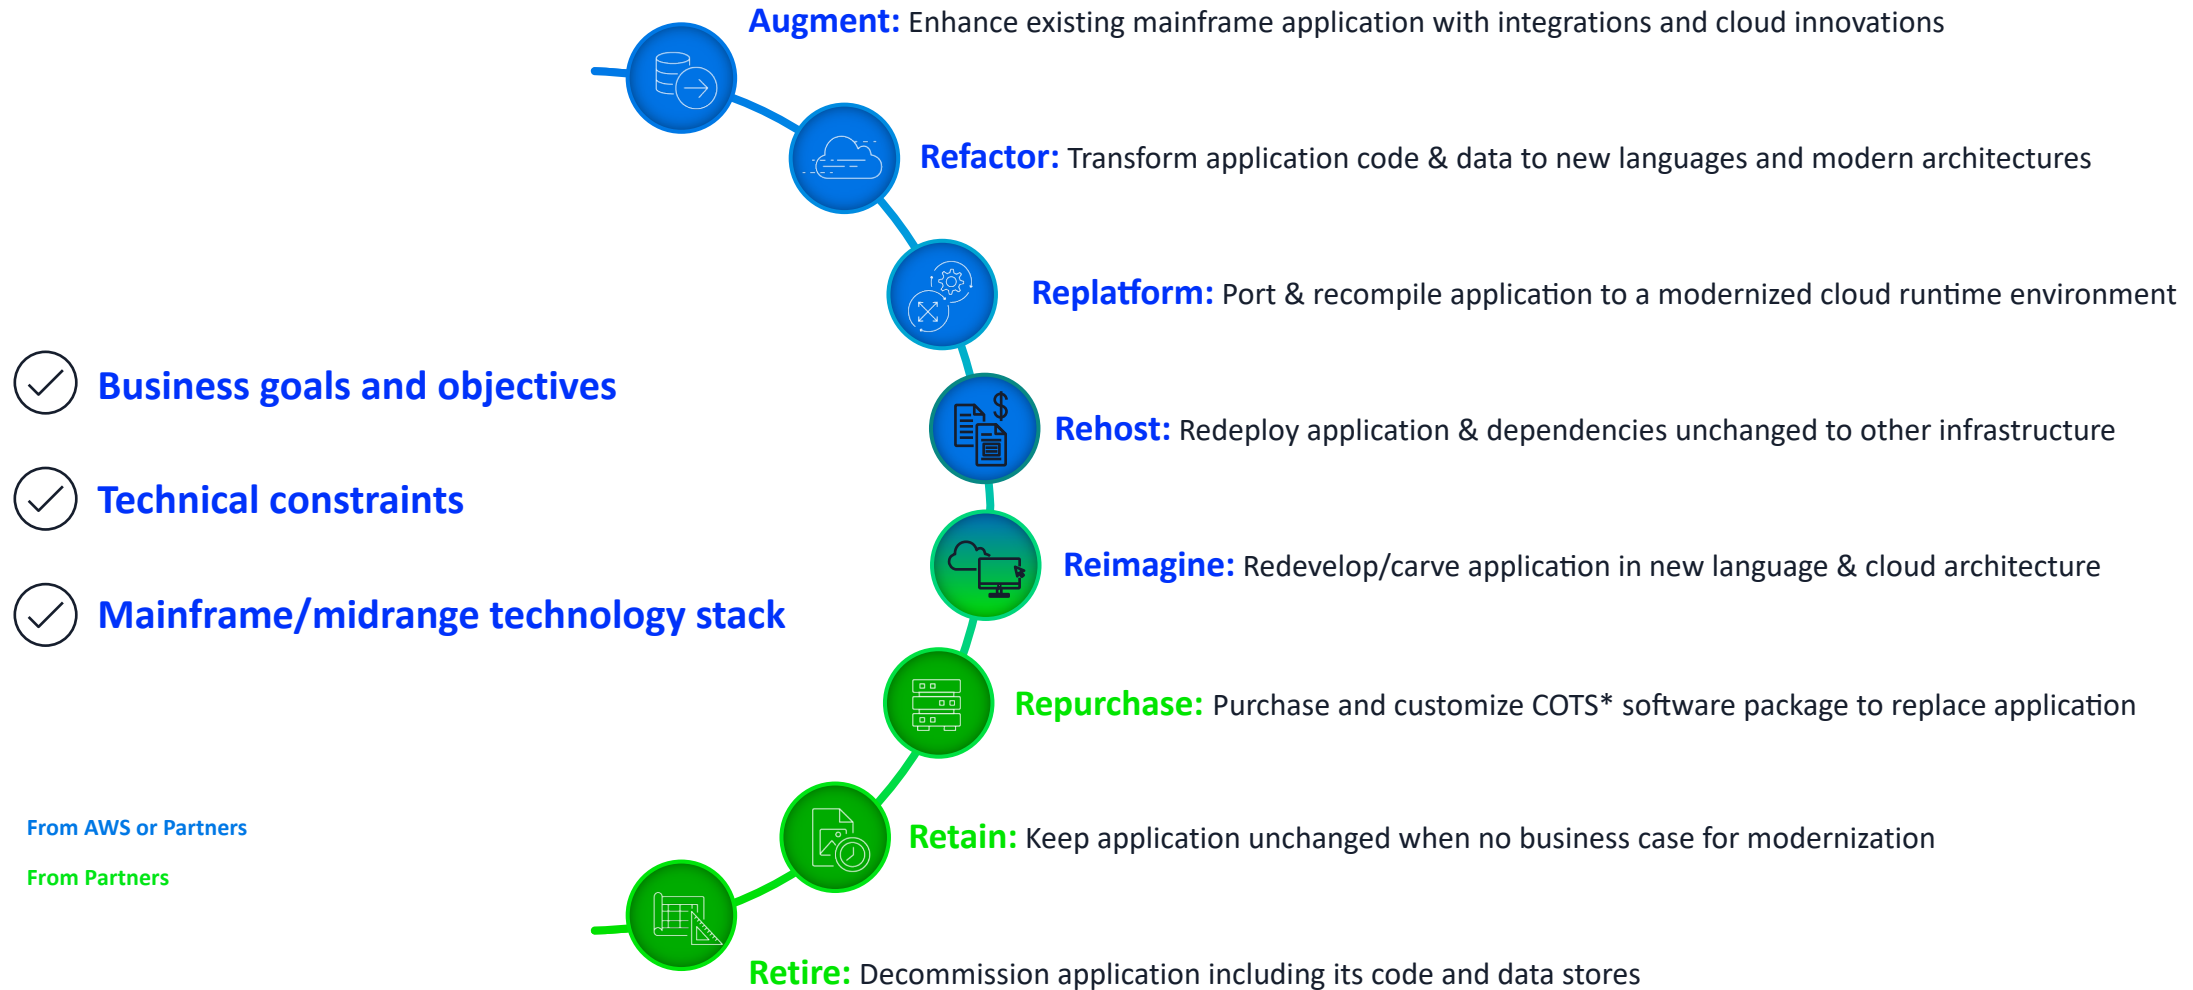 Augment: Enhance existing mainframe application with integrations and cloud innovations
Refactor: Transform application code & data to new languages and modern architectures
Replatform: Port & recompile application to a modernized cloud runtime environment
Business goals and objectives
Rehost: Redeploy application & dependencies unchanged to other infrastructure
$
Technical constraints
Reimagine: Redevelop/carve application in new language & cloud architecture
Mainframe/midrange technology stack
Repurchase: Purchase and customize COTS* software package to replace application
From AWS or Partners
Retain: Keep application unchanged when no business case for modernization
From Partners
Retire: Decommission application including its code and data stores